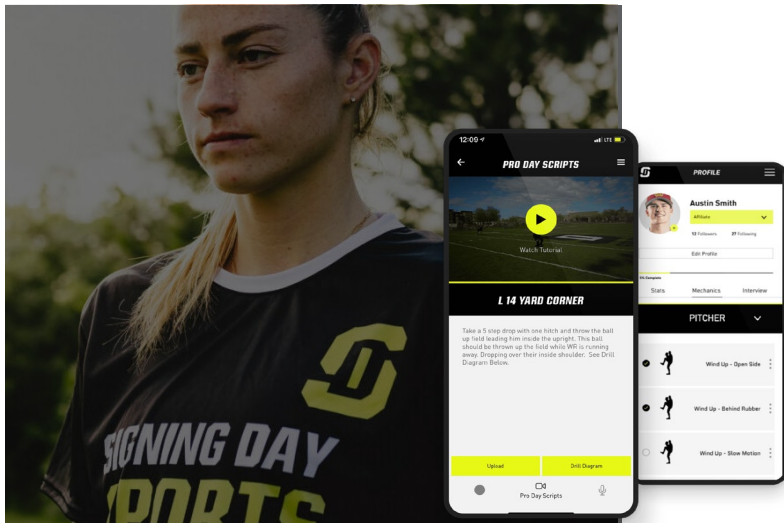 SIGNING DAY
SPORTS
12:09
LTE
PRO DAY SCRIPTS
Watch Tutorial
L 14 YARD CORNER
Take a 5 step drop with one hitch and throw the ball
up field leading him inside the upright. This ball
should be thrown up the field while WR is running
away. Dropping over their inside shoulder. See Drill
Diagram Below.
Upload
Drill Diagram
Pro Day Scripts
PROFILE
Austin Smith
Affiliate
12 Followers
21 Following
Edit Profile
Complete
Stats
Mechanics
Interview
PITCHER
Wind Up - Open Side
Wind Up - Behind Rubber
Wind Up - Slow Motion